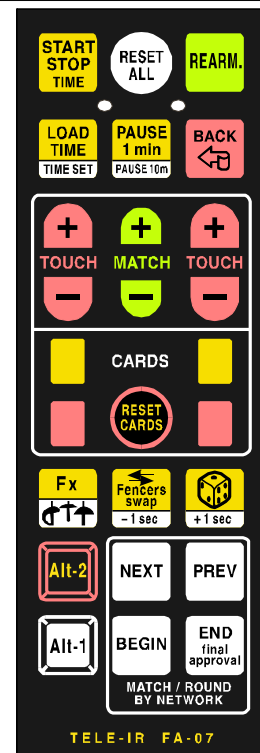 START
STOP
TIME
RESET
ALL
REARM.
LOAD
TIME
TIME SET
PAUSE
1 min
PAUSE 10m
BACK
+ + +
TOUCH MATCH TOUCH
− − −
CARDS
RESET
CARDS
Fx
Fencers
swap
−1 sec
+1 sec
Alt-2
NEXT
PREV
Alt-1
BEGIN
END
final
approval
MATCH / ROUND
BY NETWORK
TELE-IR FA-07